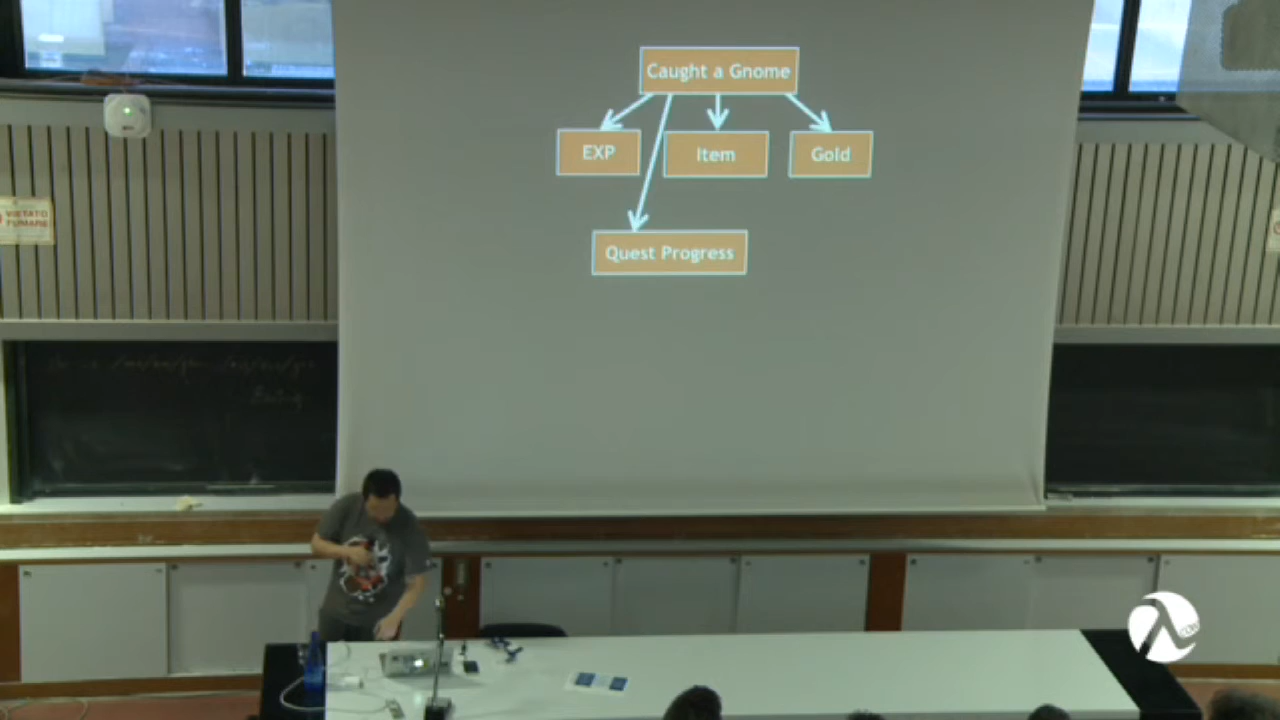 Caught a Gnome
EXP
Item
Gold
Quest Progress
VIETATO
FUMARE